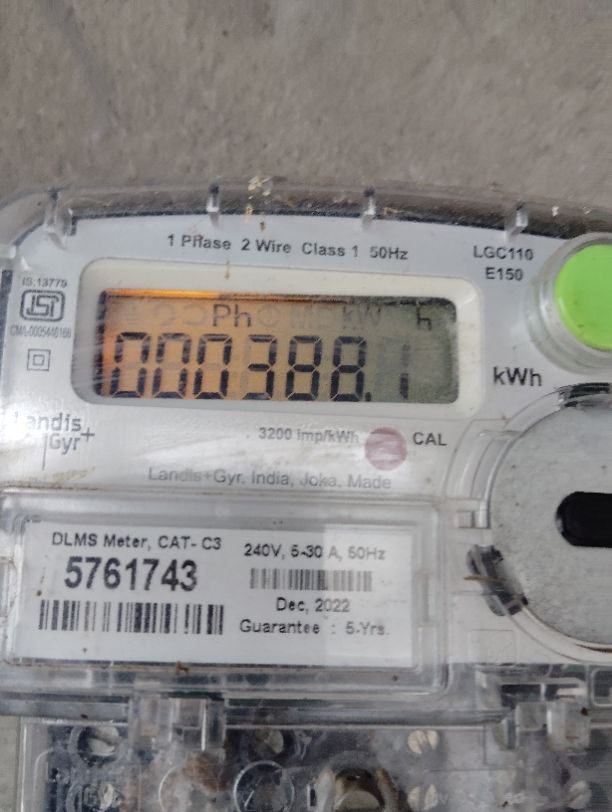 1 Phase 2 Wire Class 1 50Hz
LGC110
E150
IS.13779
ISI
Ph kW h
000388.1
kWh
Landis
Gyr+
3200 imp/kWh
CAL
Landis+Gyr, India, Joka, Made
DLMS Meter, CAT- C3
5761743
240V, 5-30 A, 50Hz
Dec, 2022
Guarantee : 5-Yrs.